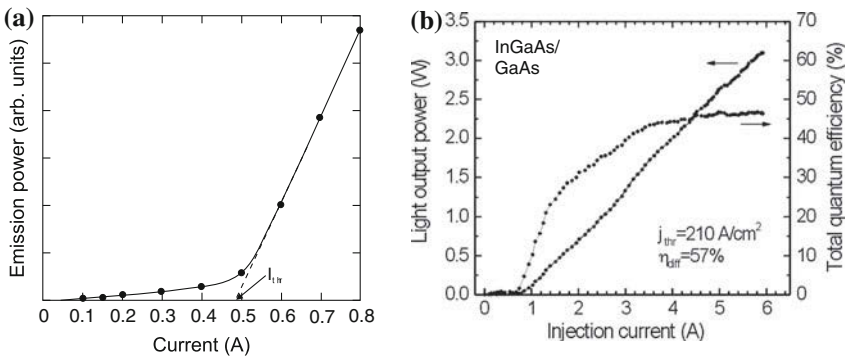 (a)
Emission power (arb. units)
I thr
0 0.1 0.2 0.3 0.4 0.5 0.6 0.7 0.8
Current (A)
(b)
Light output power (W)
3.5
3.0
2.5
2.0
1.5
1.0
0.5
0.0
InGaAs/
GaAs
jthr=210 A/cm2
ηdiff=57%
70
60
50
40
30
20
10
0
Total quantum efficiency (%)
0 1 2 3 4 5 6
Injection current (A)